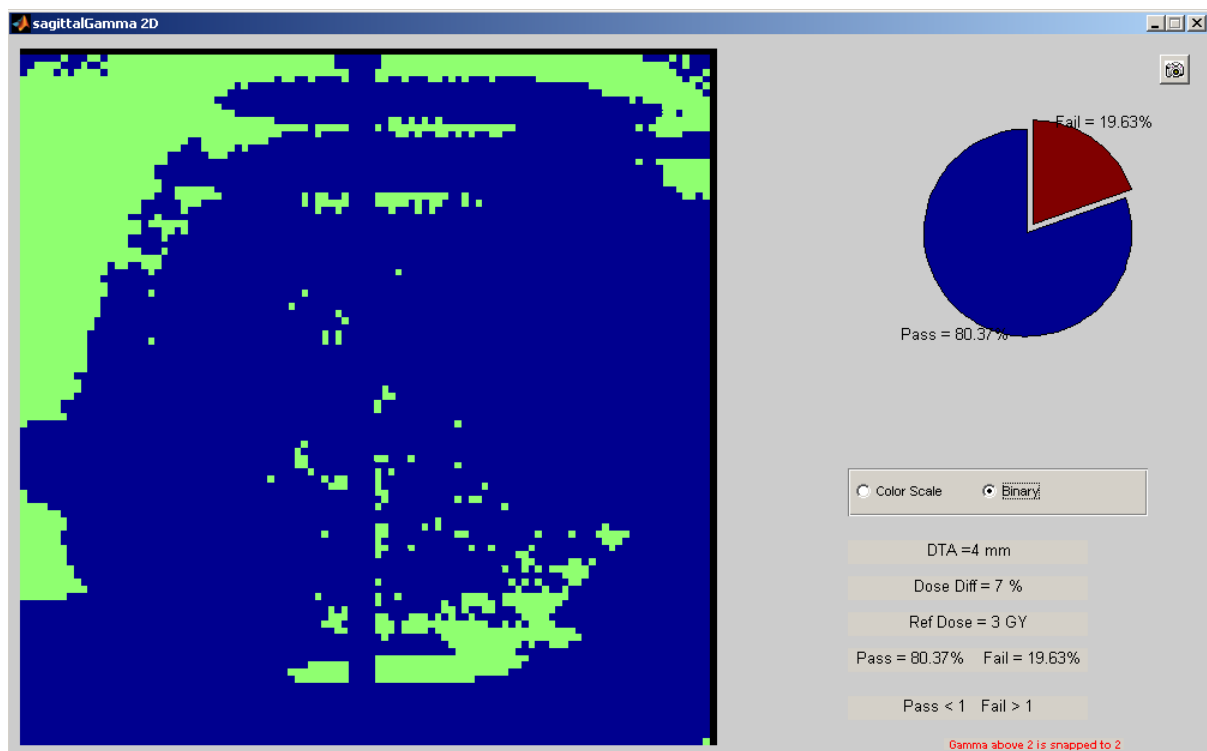 sagittalGamma 2D
Fail = 19.63%
Pass = 80.37%
Color Scale Binary
DTA =4 mm
Dose Diff = 7 %
Ref Dose = 3 GY
Pass = 80.37% Fail = 19.63%
Pass < 1 Fail > 1
Gamma above 2 is snapped to 2